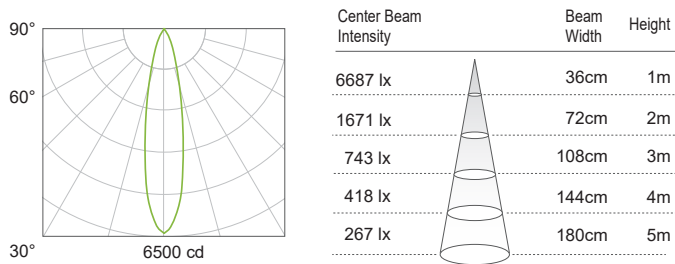 90°
60°
30°
6500 cd
Center Beam Intensity
Beam Width
Height
6687 lx 36cm 1m
1671 lx 72cm 2m
743 lx 108cm 3m
418 lx 144cm 4m
267 lx 180cm 5m